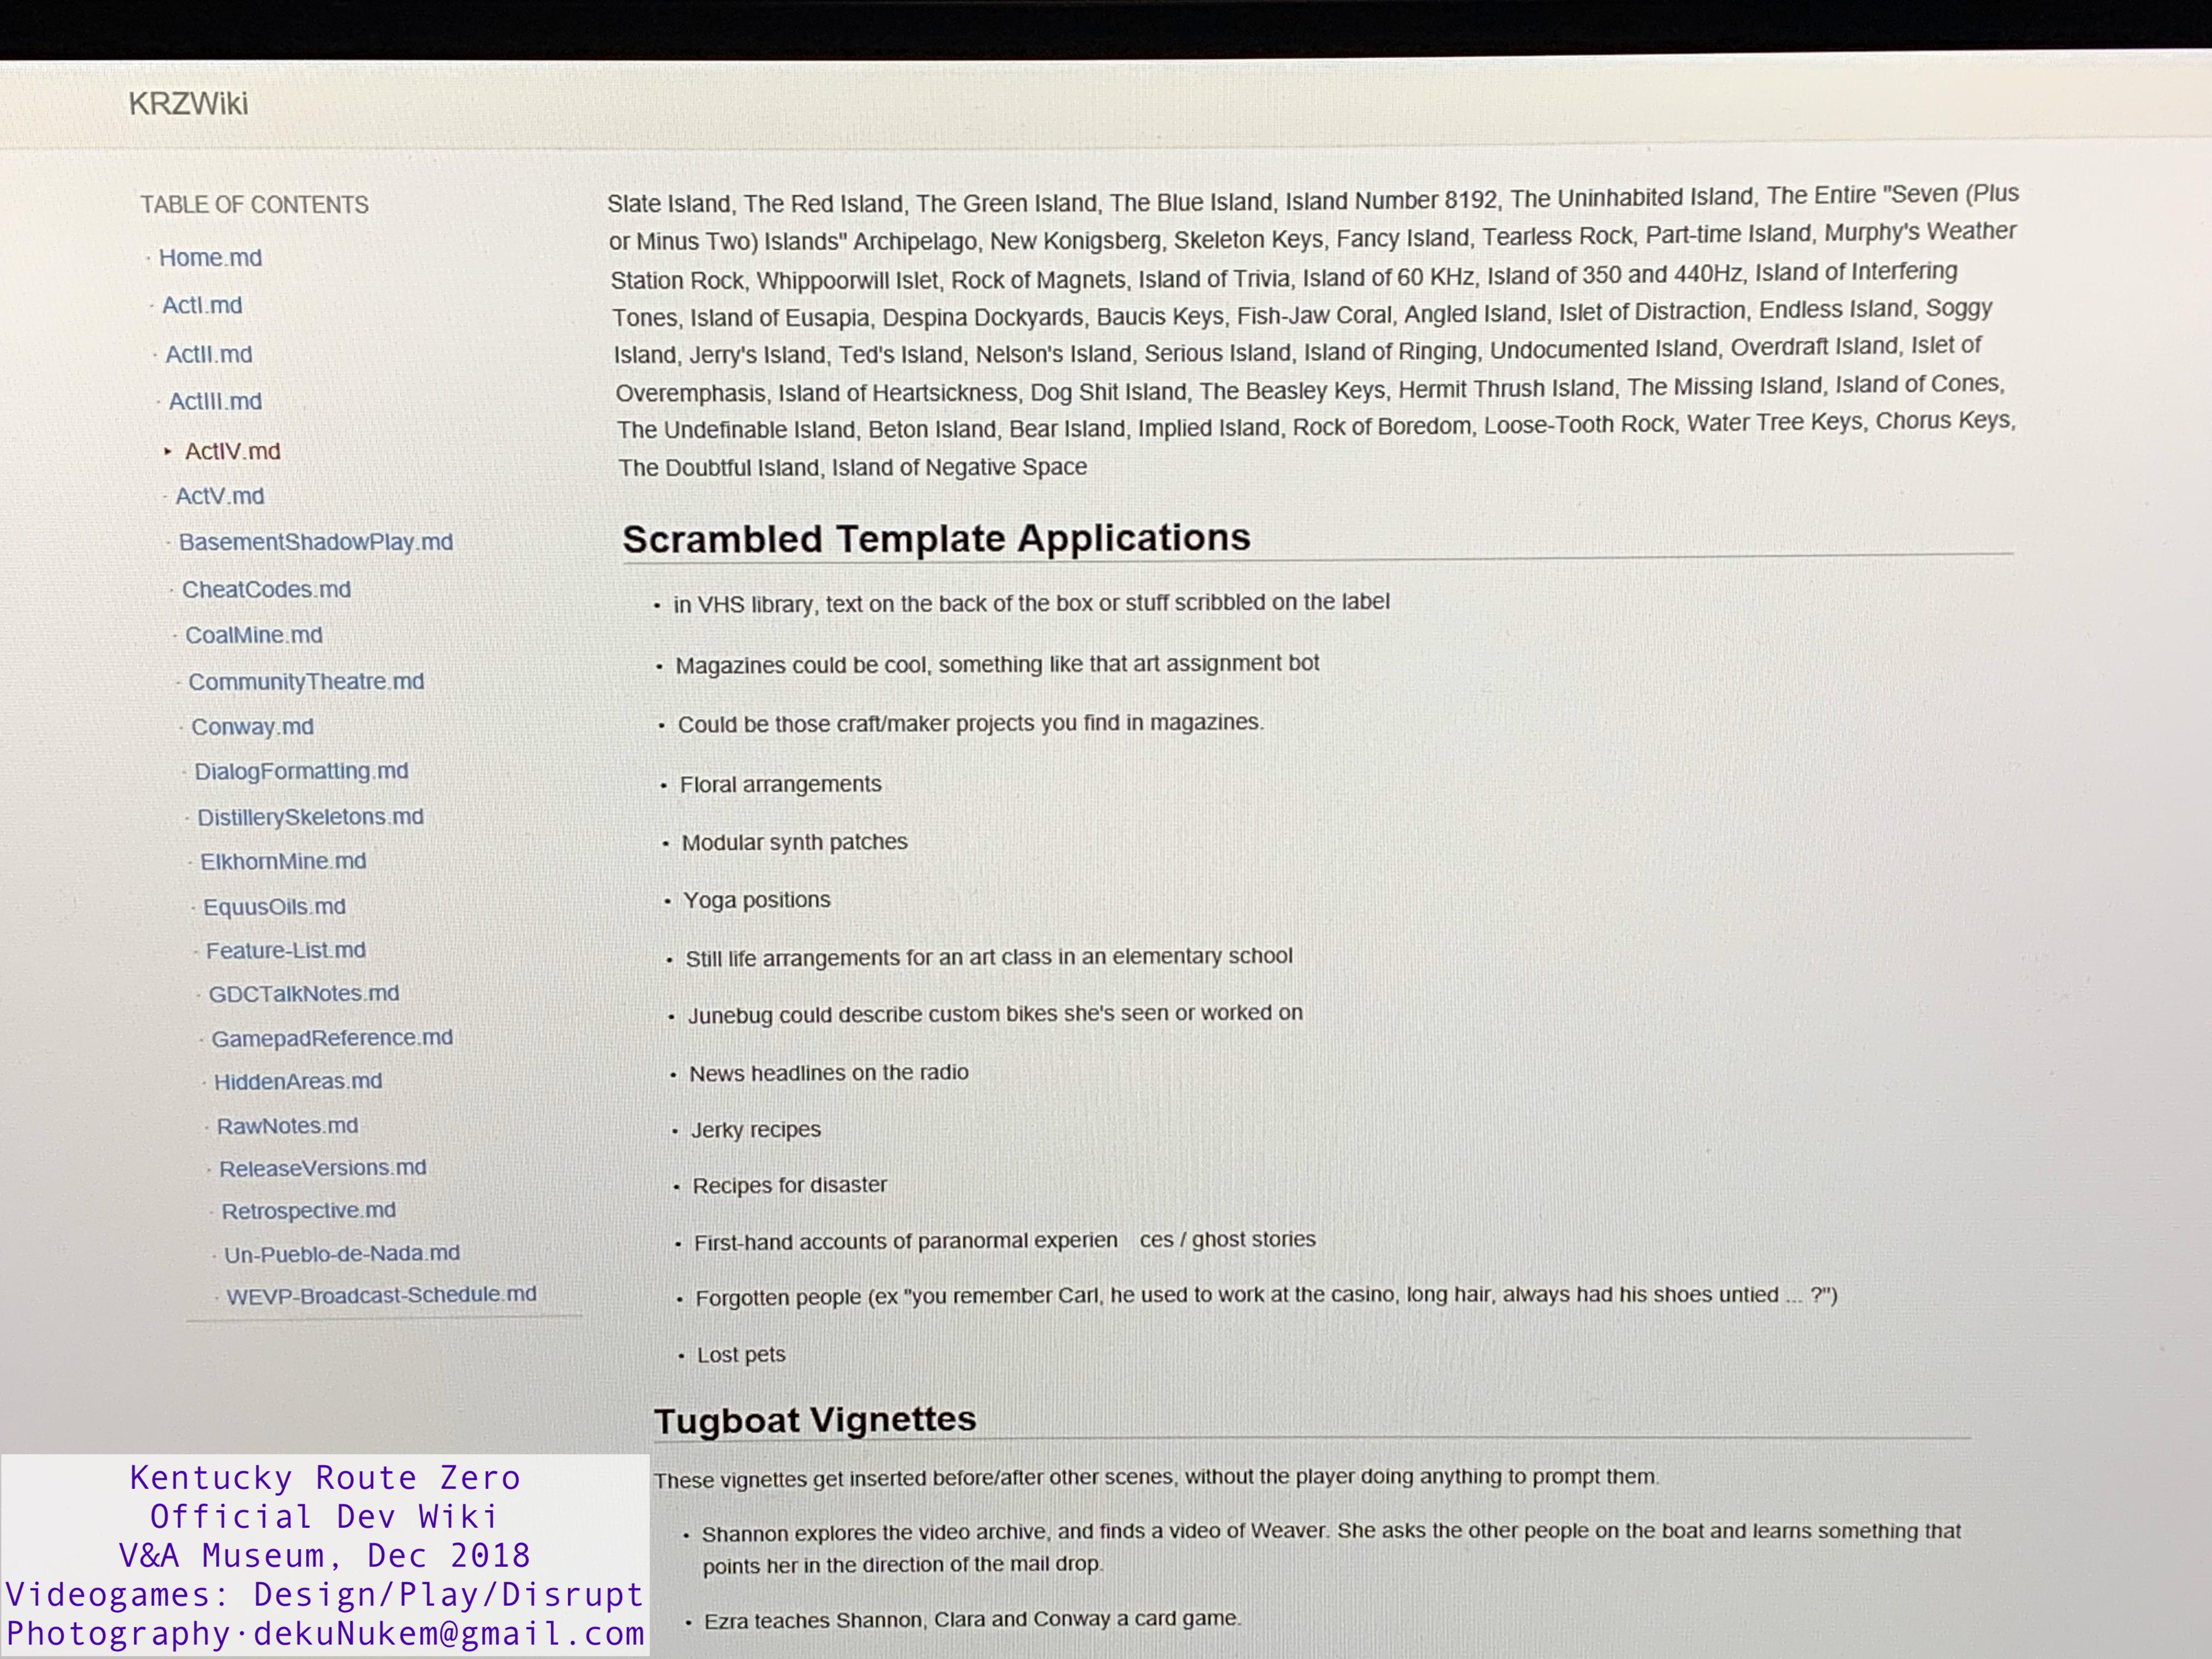 KRZWiki
TABLE OF CONTENTS
· Home.md
· ActI.md
· ActII.md
· ActIII.md
‣ ActIV.md
· ActV.md
· BasementShadowPlay.md
· CheatCodes.md
· CoalMine.md
· CommunityTheatre.md
· Conway.md
· DialogFormatting.md
· DistillerySkeletons.md
· ElkhornMine.md
· EquusOils.md
· Feature-List.md
· GDCTalkNotes.md
· GamepadReference.md
· HiddenAreas.md
· RawNotes.md
· ReleaseVersions.md
· Retrospective.md
· Un-Pueblo-de-Nada.md
· WEVP-Broadcast-Schedule.md
Slate Island, The Red Island, The Green Island, The Blue Island, Island Number 8192, The Uninhabited Island, The Entire "Seven (Plus
or Minus Two) Islands" Archipelago, New Konigsberg, Skeleton Keys, Fancy Island, Tearless Rock, Part-time Island, Murphy's Weather
Station Rock, Whippoorwill Islet, Rock of Magnets, Island of Trivia, Island of 60 KHz, Island of 350 and 440Hz, Island of Interfering
Tones, Island of Eusapia, Despina Dockyards, Baucis Keys, Fish-Jaw Coral, Angled Island, Islet of Distraction, Endless Island, Soggy
Island, Jerry's Island, Ted's Island, Nelson's Island, Serious Island, Island of Ringing, Undocumented Island, Overdraft Island, Islet of
Overemphasis, Island of Heartsickness, Dog Shit Island, The Beasley Keys, Hermit Thrush Island, The Missing Island, Island of Cones,
The Undefinable Island, Beton Island, Bear Island, Implied Island, Rock of Boredom, Loose-Tooth Rock, Water Tree Keys, Chorus Keys,
The Doubtful Island, Island of Negative Space
Scrambled Template Applications
• in VHS library, text on the back of the box or stuff scribbled on the label
• Magazines could be cool, something like that art assignment bot
• Could be those craft/maker projects you find in magazines.
• Floral arrangements
• Modular synth patches
• Yoga positions
• Still life arrangements for an art class in an elementary school
• Junebug could describe custom bikes she's seen or worked on
• News headlines on the radio
• Jerky recipes
• Recipes for disaster
• First-hand accounts of paranormal experien ces / ghost stories
• Forgotten people (ex "you remember Carl, he used to work at the casino, long hair, always had his shoes untied ... ?")
• Lost pets
Tugboat Vignettes
These vignettes get inserted before/after other scenes, without the player doing anything to prompt them.
• Shannon explores the video archive, and finds a video of Weaver. She asks the other people on the boat and learns something that
points her in the direction of the mail drop.
• Ezra teaches Shannon, Clara and Conway a card game.
Kentucky Route Zero
Official Dev Wiki
V&A Museum, Dec 2018
Videogames: Design/Play/Disrupt
Photography·dekuNukem@gmail.com